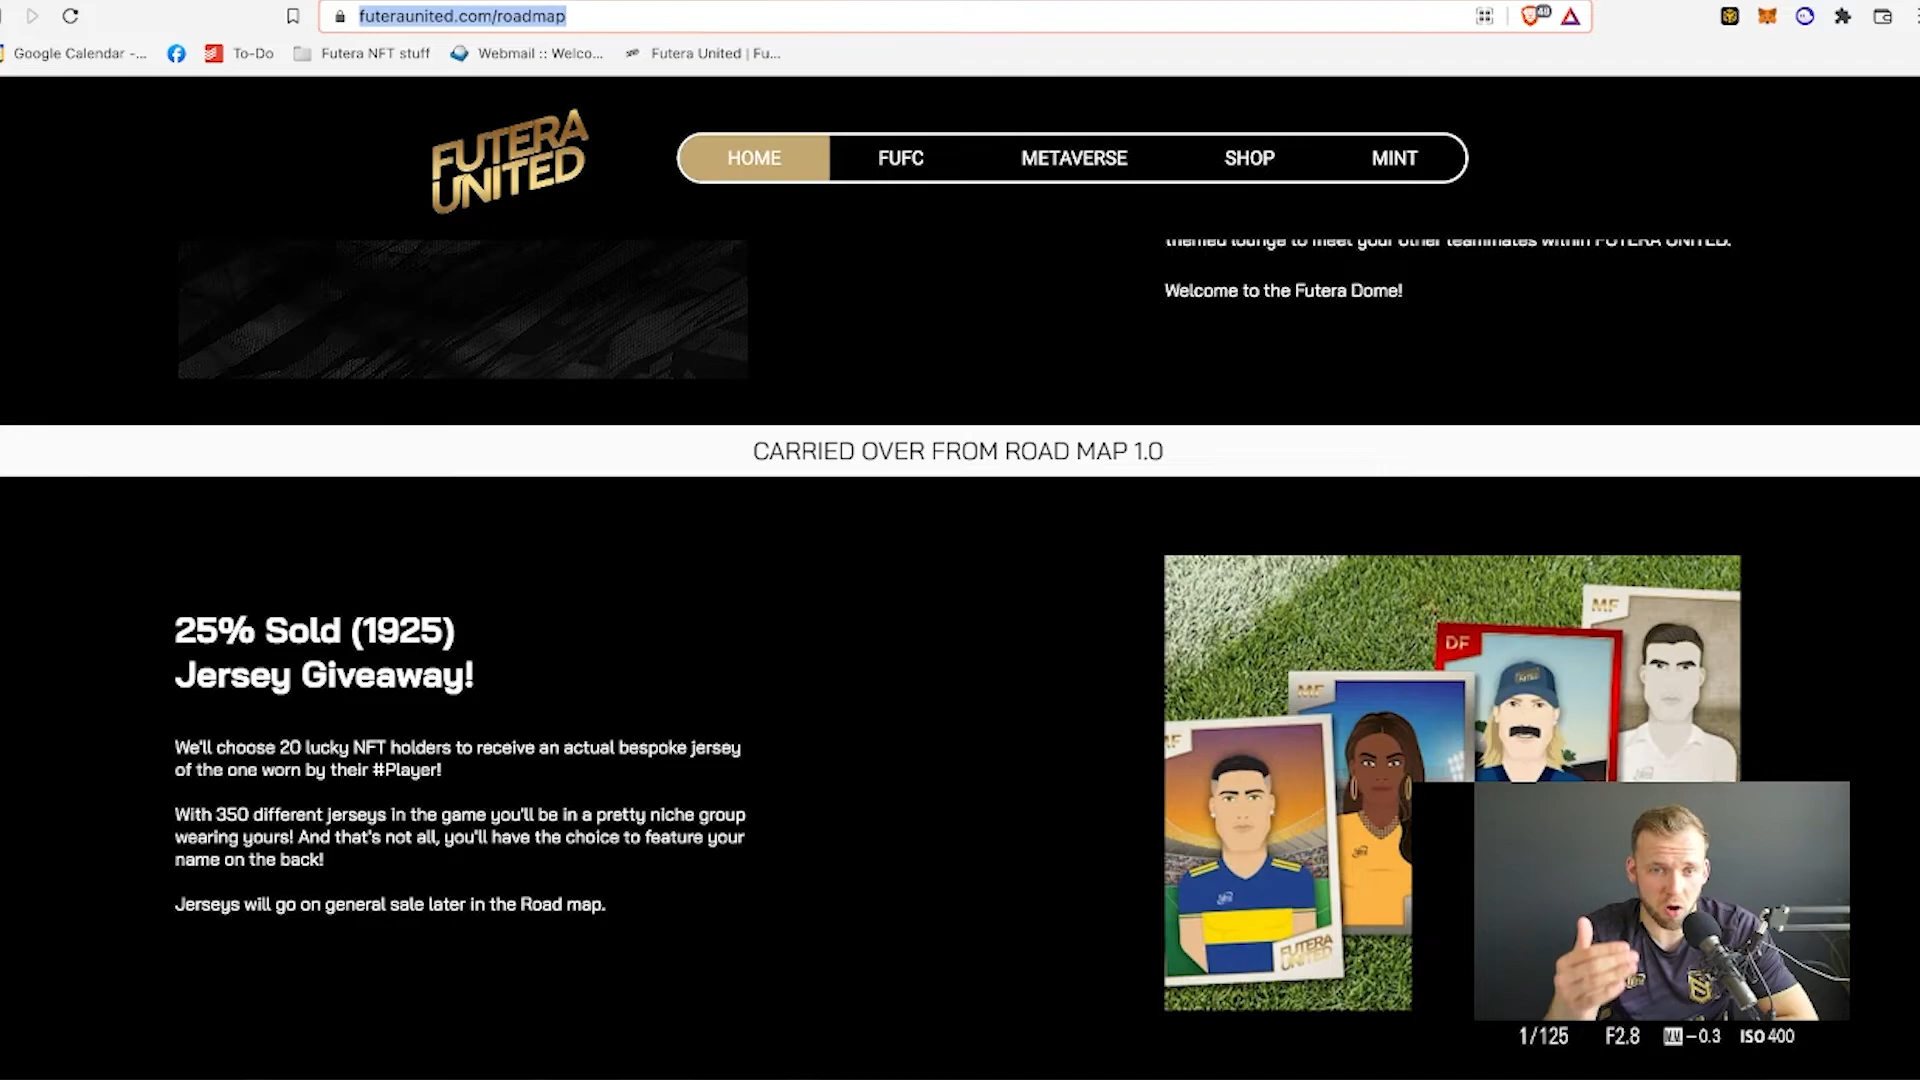 futeraunited.com/roadmap
48
Google Calendar -...
To-Do
Futera NFT stuff
Webmail :: Welco...
Futera United | Fu...
FUTERA
UNITED
HOME
FUFC
METAVERSE
SHOP
MINT
themed lounge to meet your other teammates within FUTERA UNITED.
Welcome to the Futera Dome!
CARRIED OVER FROM ROAD MAP 1.0
25% Sold (1925)
Jersey Giveaway!
We'll choose 20 lucky NFT holders to receive an actual bespoke jersey
of the one worn by their #Player!
With 350 different jerseys in the game you'll be in a pretty niche group
wearing yours! And that's not all, you'll have the choice to feature your
name on the back!
Jerseys will go on general sale later in the Road map.
MF
DF
MF
FUTERA
UNITED
1/125
F2.8
-0.3
ISO 400